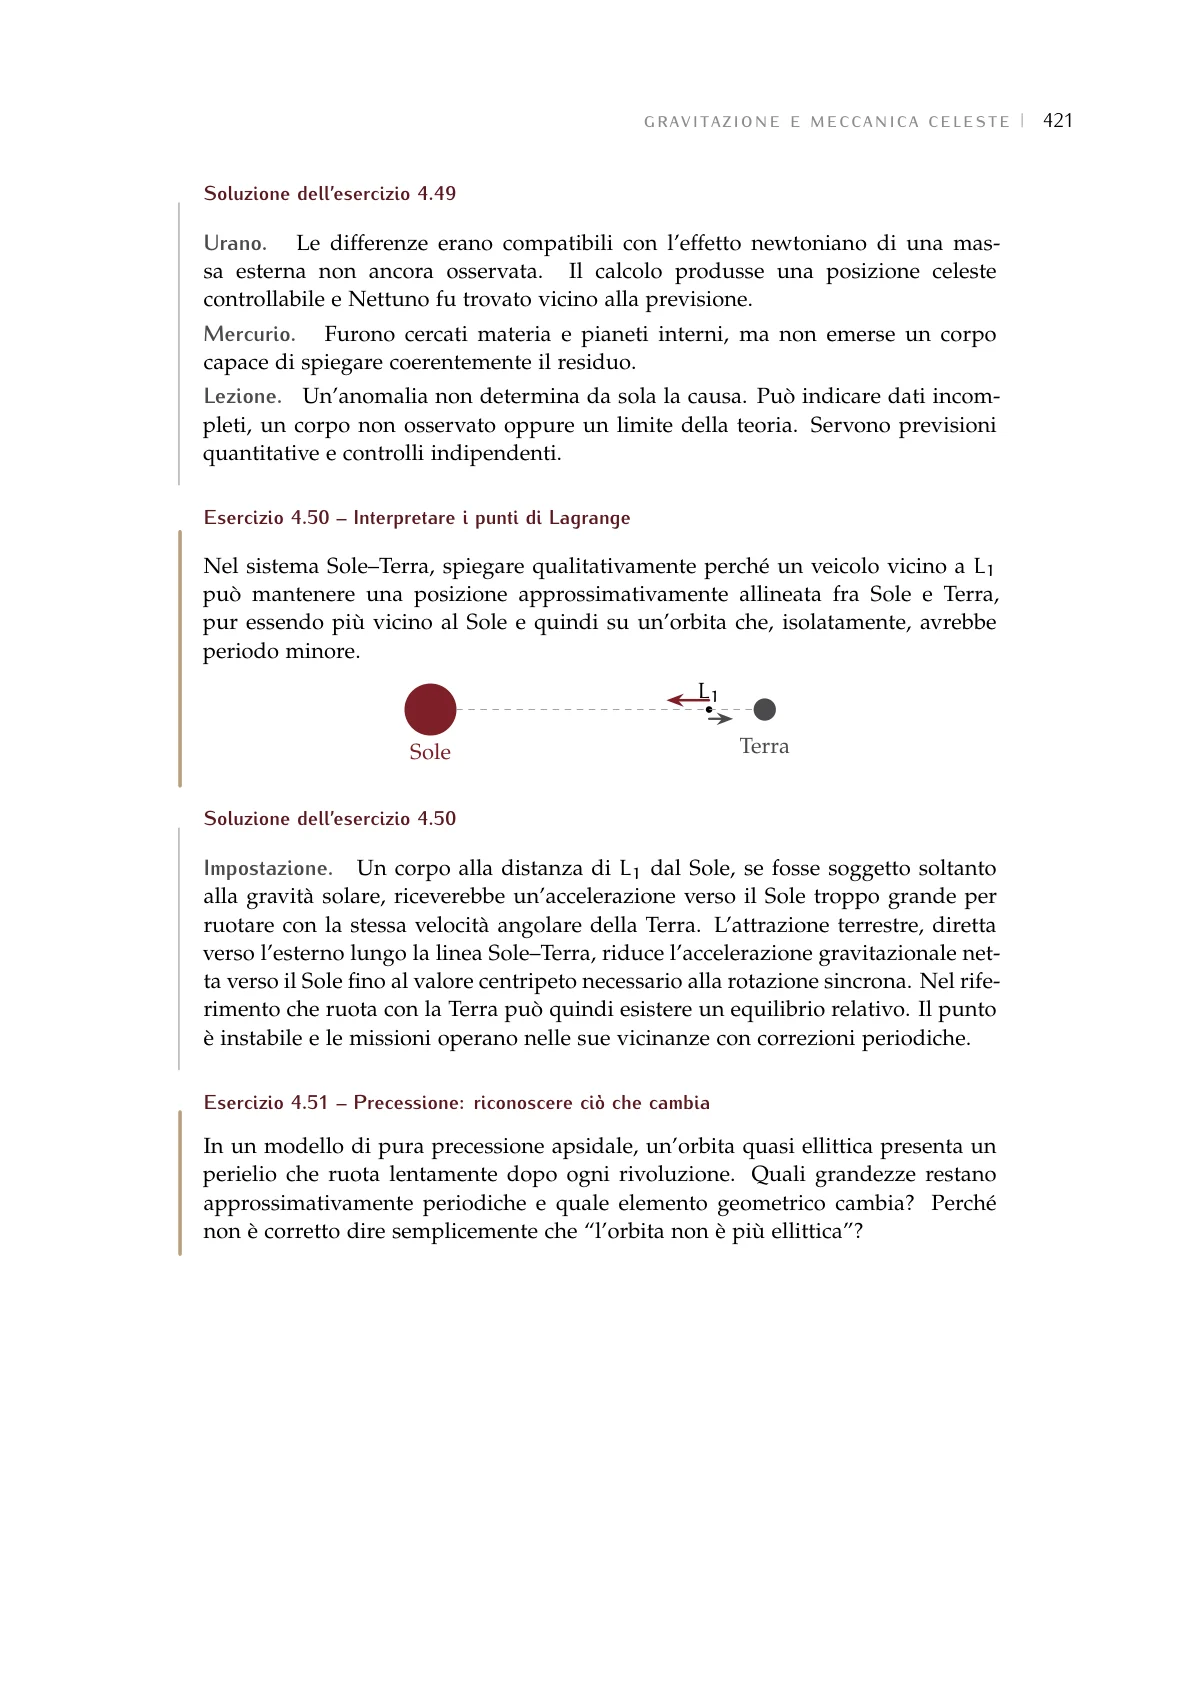 GRAVITAZIONE E MECCANICA CELESTE | 421
Soluzione dell'esercizio 4.49
Urano. Le differenze erano compatibili con l'effetto newtoniano di una mas-
sa esterna non ancora osservata. Il calcolo produsse una posizione celeste
controllabile e Nettuno fu trovato vicino alla previsione.
Mercurio. Furono cercati materia e pianeti interni, ma non emerse un corpo
capace di spiegare coerentemente il residuo.
Lezione. Un'anomalia non determina da sola la causa. Può indicare dati incom-
pleti, un corpo non osservato oppure un limite della teoria. Servono previsioni
quantitative e controlli indipendenti.
Esercizio 4.50 – Interpretare i punti di Lagrange
Nel sistema Sole–Terra, spiegare qualitativamente perché un veicolo vicino a L₁
può mantenere una posizione approssimativamente allineata fra Sole e Terra,
pur essendo più vicino al Sole e quindi su un'orbita che, isolatamente, avrebbe
periodo minore.
L₁
Sole
Terra
Soluzione dell'esercizio 4.50
Impostazione. Un corpo alla distanza di L₁ dal Sole, se fosse soggetto soltanto
alla gravità solare, riceverebbe un'accelerazione verso il Sole troppo grande per
ruotare con la stessa velocità angolare della Terra. L'attrazione terrestre, diretta
verso l'esterno lungo la linea Sole–Terra, riduce l'accelerazione gravitazionale net-
ta verso il Sole fino al valore centripeto necessario alla rotazione sincrona. Nel rife-
rimento che ruota con la Terra può quindi esistere un equilibrio relativo. Il punto
è instabile e le missioni operano nelle sue vicinanze con correzioni periodiche.
Esercizio 4.51 – Precessione: riconoscere ciò che cambia
In un modello di pura precessione apsidale, un'orbita quasi ellittica presenta un
perielio che ruota lentamente dopo ogni rivoluzione. Quali grandezze restano
approssimativamente periodiche e quale elemento geometrico cambia? Perché
non è corretto dire semplicemente che "l'orbita non è più ellittica"?